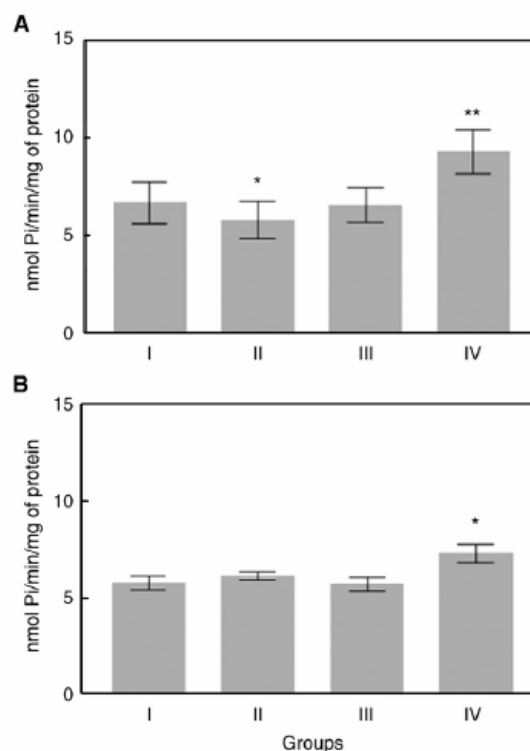 A
nmol Pi/min/mg of protein
15
10
5
0
*
**
I II III IV
B
nmol Pi/min/mg of protein
15
10
5
0
*
I II III IV
Groups